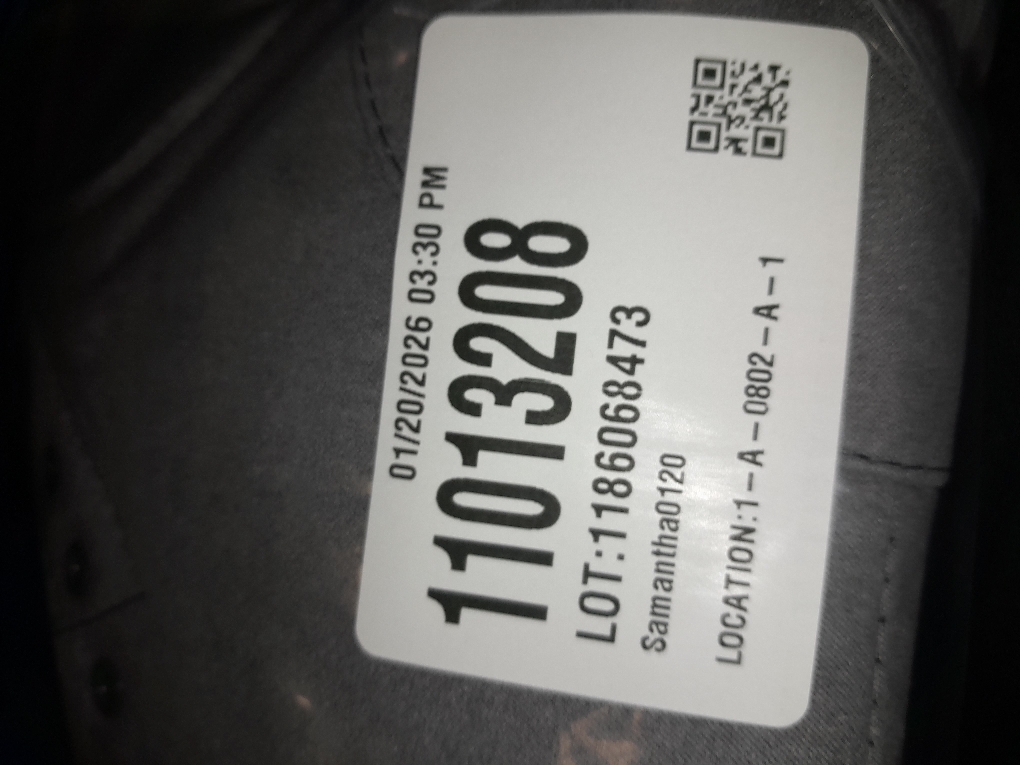 01/20/2026 03:30 PM
11013208
LOT:1186068473
Samantha0120
LOCATION:1-A-0802-A-1